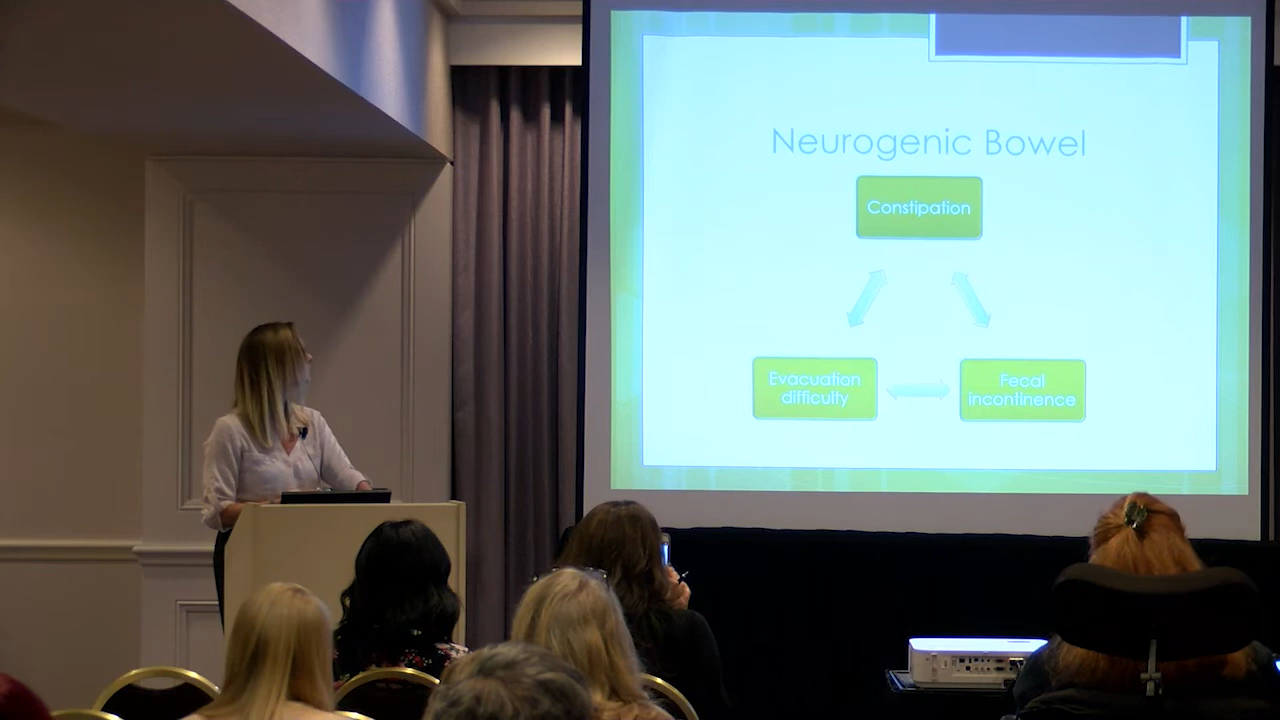 Neurogenic Bowel
Constipation
Evacuation
difficulty
Fecal
incontinence